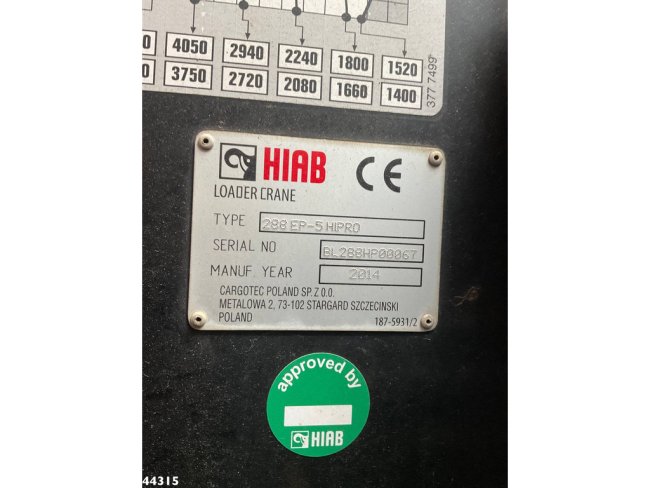 4050 2940 2240 1800 1520
3750 2720 2080 1660 1400
377 7499
HIAB CE
LOADER CRANE
TYPE 288 EP-5 HIPRO
SERIAL NO BL288HP00067
MANUF. YEAR 2014
CARGOTEC POLAND SP. Z O.O.
METALOWA 2, 73-102 STARGARD SZCZECINSKI
POLAND
187-5931/2
approved by
HIAB
44315